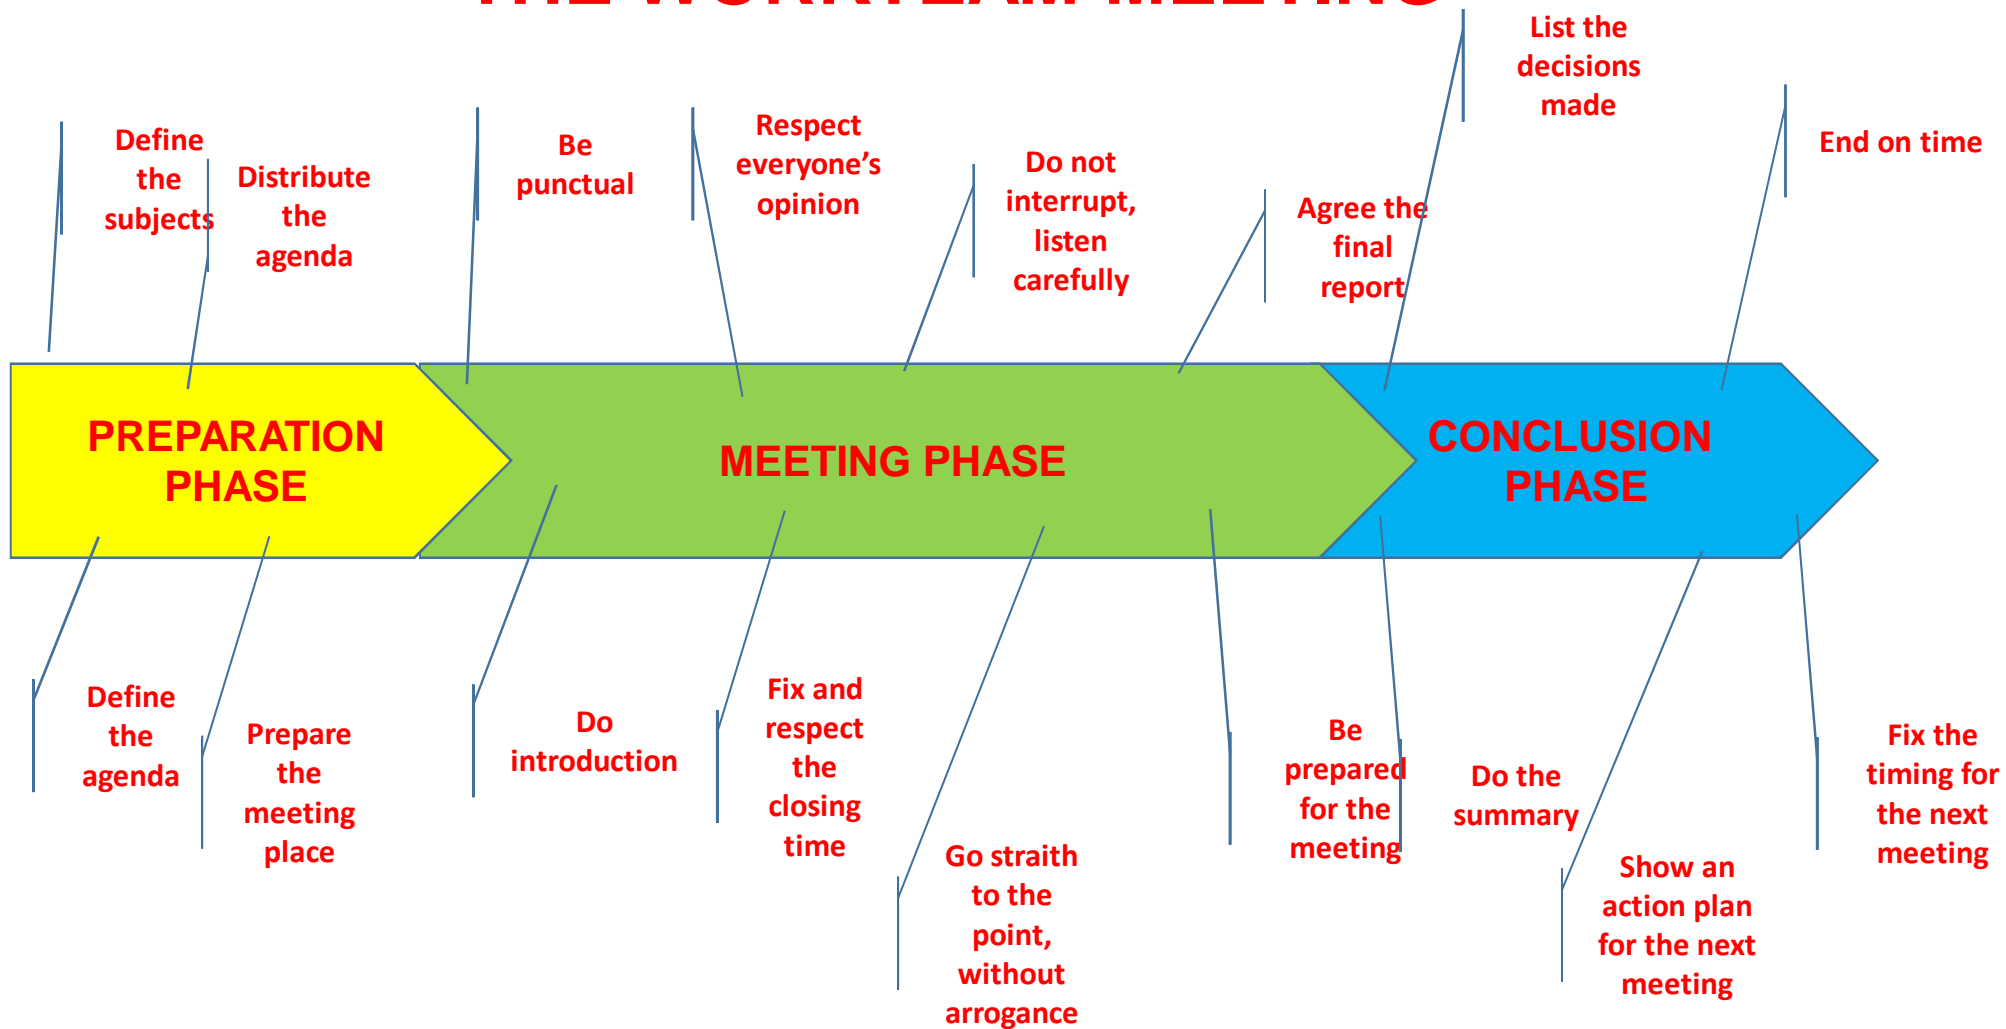 THE WORKTEAM MEETING
List the
decisions
made
End on time
Define
the
subjects
Distribute
the
agenda
Be
punctual
Respect
everyone’s
opinion
Do not
interrupt,
listen
carefully
Agree the
final
report
PREPARATION
PHASE
MEETING PHASE
CONCLUSION
PHASE
Define
the
agenda
Prepare
the
meeting
place
Do
introduction
Fix and
respect
the
closing
time
Go straith
to the
point,
without
arrogance
Be
prepared
for the
meeting
Do the
summary
Show an
action plan
for the next
meeting
Fix the
timing for
the next
meeting